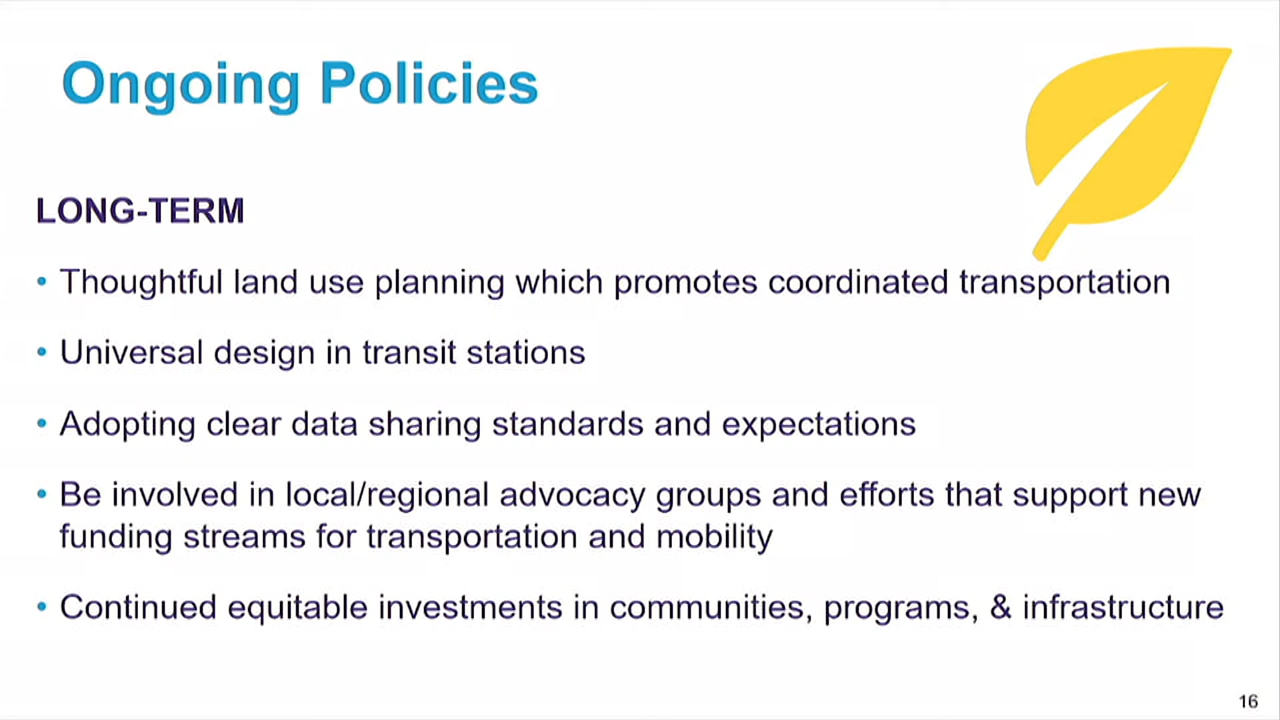 Ongoing Policies
LONG-TERM
• Thoughtful land use planning which promotes coordinated transportation
• Universal design in transit stations
• Adopting clear data sharing standards and expectations
• Be involved in local/regional advocacy groups and efforts that support new
funding streams for transportation and mobility
• Continued equitable investments in communities, programs, & infrastructure
16